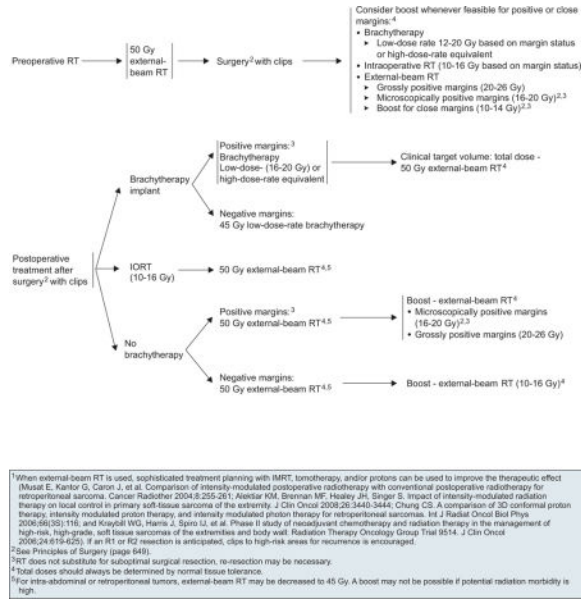 Consider boost whenever feasible for positive or close
margins:4
• Brachytherapy
► Low-dose rate 12-20 Gy based on margin status
or high-dose-rate equivalent
• Intraoperative RT (10-16 Gy based on margin status)
• External-beam RT
► Grossly positive margins (20-26 Gy)
► Microscopically positive margins (16-20 Gy)2,3
► Boost for close margins (10-14 Gy)2,3
Preoperative RT
50 Gy
external-
beam RT
Surgery2 with clips
Positive margins:3
Brachytherapy
Low-dose- (16-20 Gy) or
high-dose-rate equivalent
Clinical target volume: total dose -
50 Gy external-beam RT4
Brachytherapy
implant
Negative margins:
45 Gy low-dose-rate brachytherapy
Postoperative
treatment after
surgery2 with clips
IORT
(10-16 Gy)
50 Gy external-beam RT4,5
Positive margins:3
50 Gy external-beam RT4,5
Boost - external-beam RT4
• Microscopically positive margins
(16-20 Gy)2,3
• Grossly positive margins (20-26 Gy)
No
brachytherapy
Negative margins:
50 Gy external-beam RT4,5
Boost - external-beam RT (10-16 Gy)4
1When external-beam RT is used, sophisticated treatment planning with IMRT, tomotherapy, and/or protons can be used to improve the therapeutic effect
(Musat E, Kantor G, Caron J, et al. Comparison of intensity-modulated postoperative radiotherapy with conventional postoperative radiotherapy for
retroperitoneal sarcoma. Cancer Radiother 2004;8:255-261; Alektiar KM, Brennan MF, Healey JH, Singer S. Impact of intensity-modulated radiation
therapy on local control in primary soft-tissue sarcoma of the extremity. J Clin Oncol 2008;26:3440-3444; Chung CS. A comparison of 3D conformal proton
therapy, intensity modulated proton therapy, and intensity modulated photon therapy for retroperitoneal sarcomas. Int J Radiat Oncol Biol Phys
2006;66(3S):116; and Kraybill WG, Harris J, Spiro IJ, et al. Phase II study of neoadjuvant chemotherapy and radiation therapy in the management of
high-risk, high-grade, soft tissue sarcomas of the extremities and body wall: Radiation Therapy Oncology Group Trial 9514. J Clin Oncol
2006;24:619-625). If an R1 or R2 resection is anticipated, clips to high-risk areas for recurrence is encouraged.
2See Principles of Surgery (page 649).
3RT does not substitute for suboptimal surgical resection, re-resection may be necessary.
4Total doses should always be determined by normal tissue tolerance.
5For intra-abdominal or retroperitoneal tumors, external-beam RT may be decreased to 45 Gy. A boost may not be possible if potential radiation morbidity is
high.